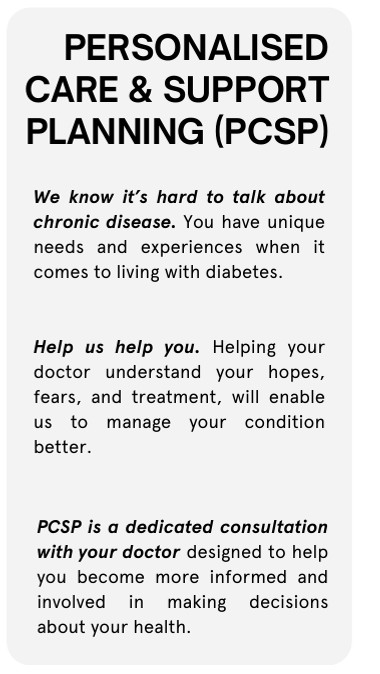 PERSONALISED
CARE & SUPPORT
PLANNING (PCSP)
We know it's hard to talk about
chronic disease. You have unique
needs and experiences when it
comes to living with diabetes.
Help us help you. Helping your
doctor understand your hopes,
fears, and treatment, will enable
us to manage your condition
better.
PCSP is a dedicated consultation
with your doctor designed to help
you become more informed and
involved in making decisions
about your health.